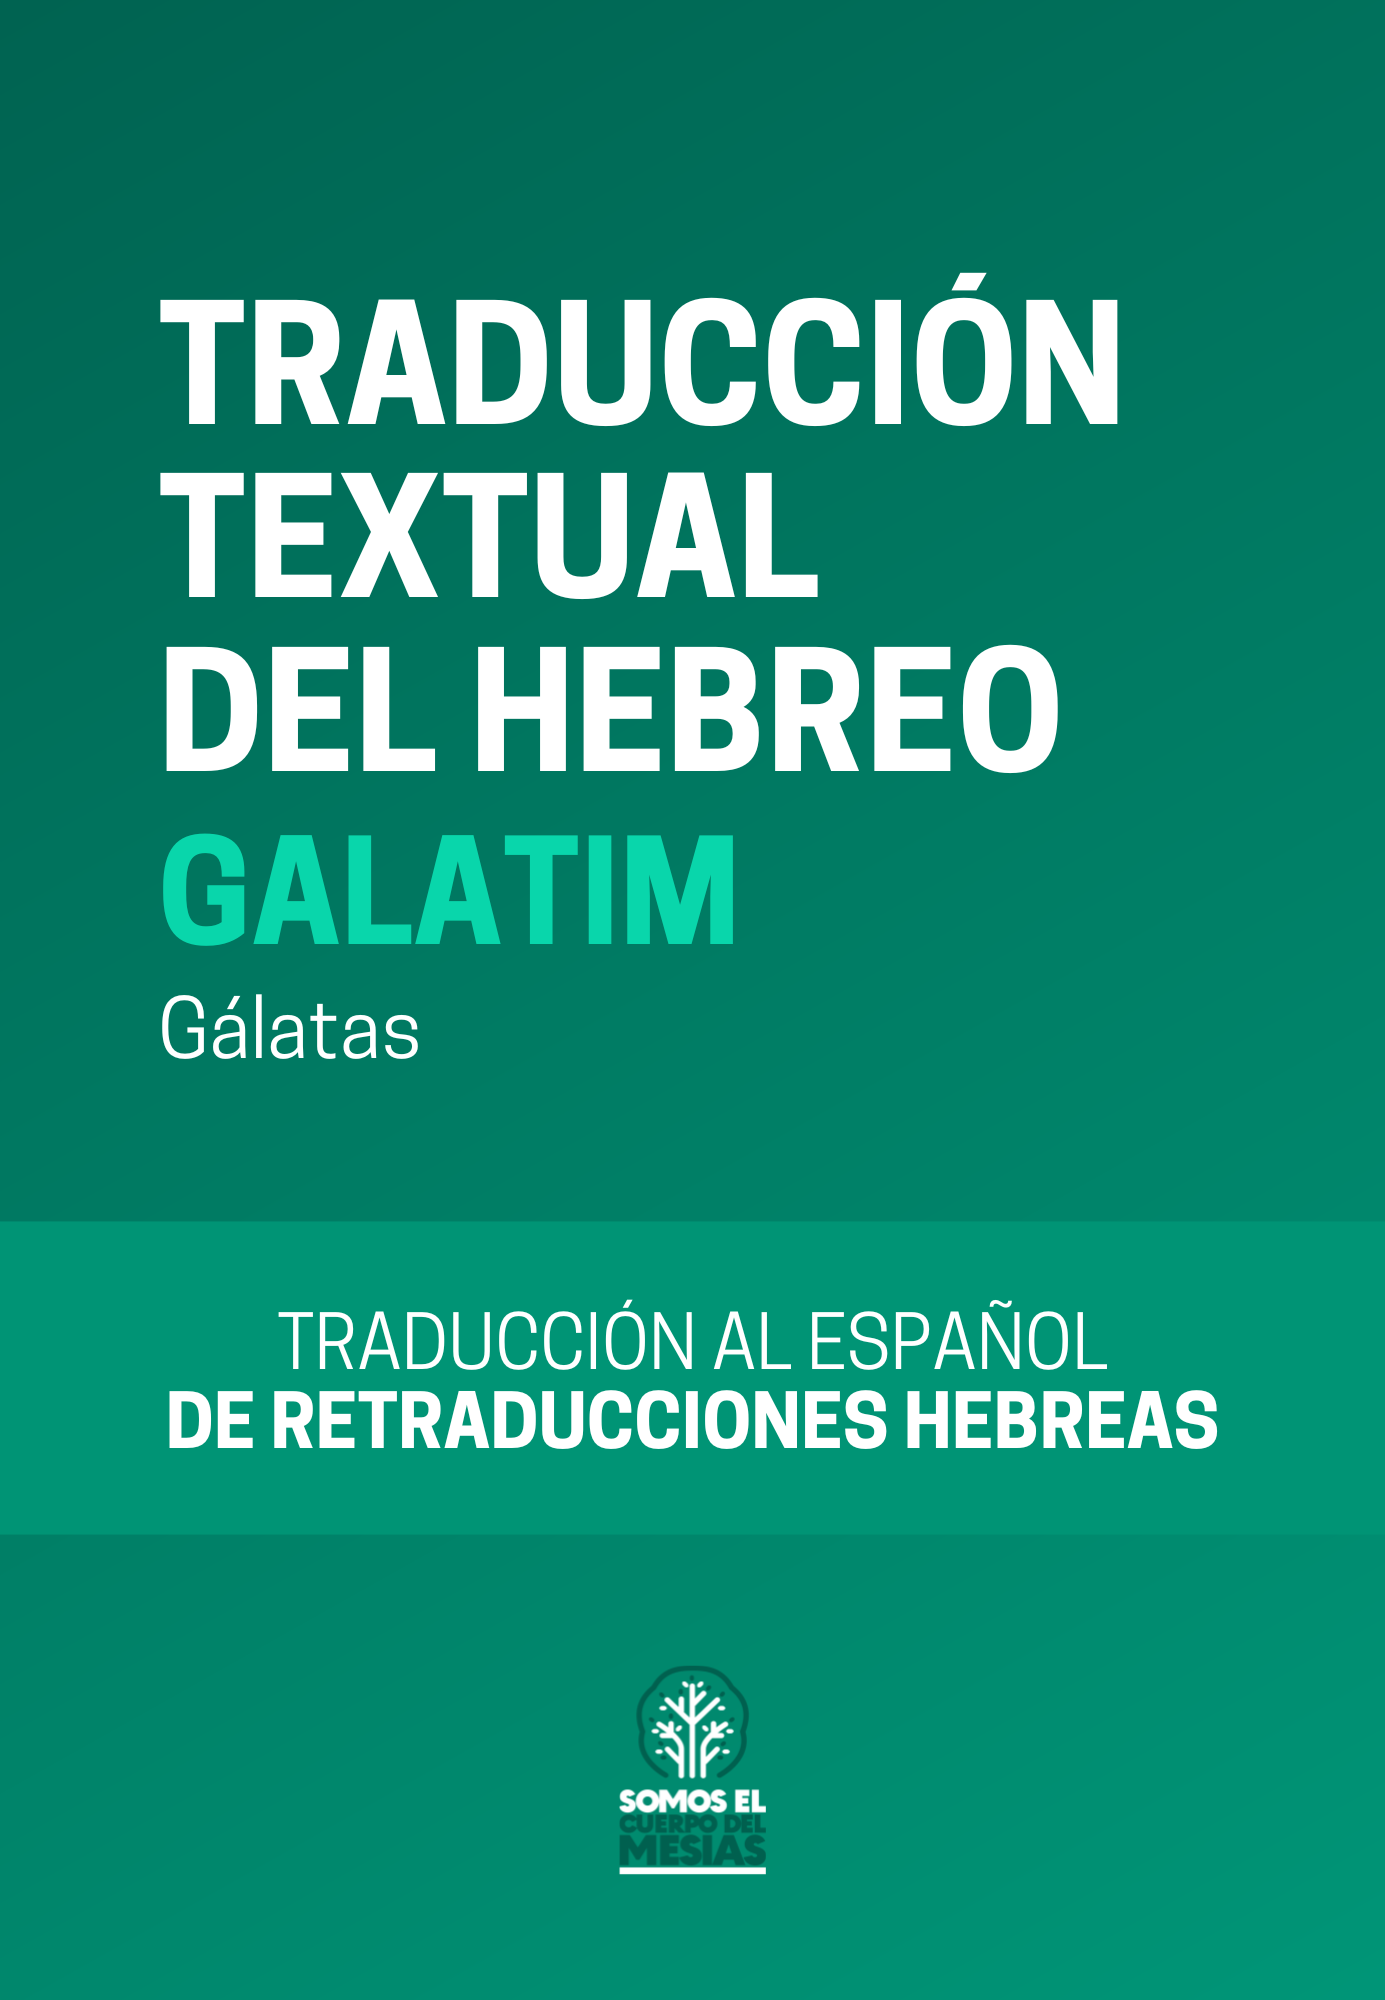 TRADUCCIÓN
TEXTUAL
DEL HEBREO
GALATIM
Gálatas
TRADUCCIÓN AL ESPAÑOL
DE RETRADUCCIONES HEBREAS
SOMOS EL
CUERPO DEL
MESIAS